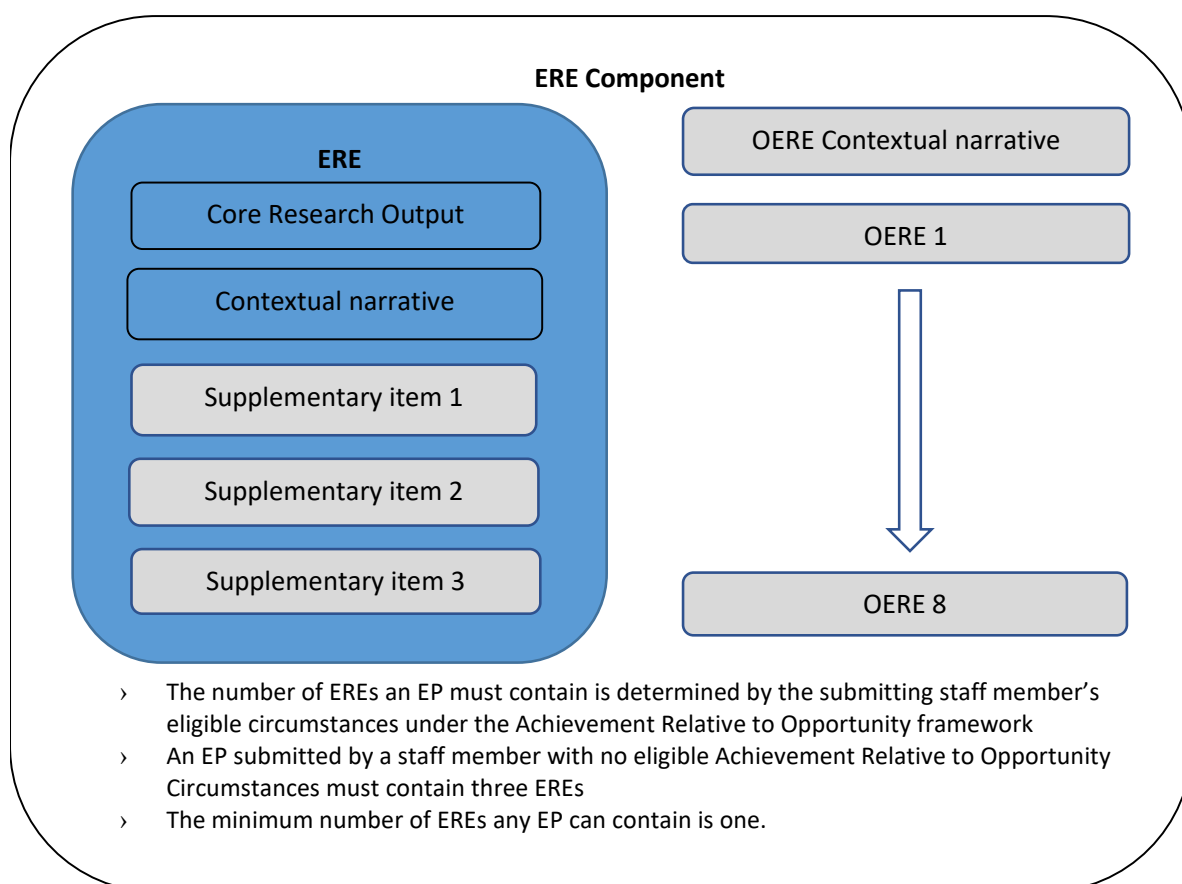 ERE Component
ERE
Core Research Output
Contextual narrative
Supplementary item 1
Supplementary item 2
Supplementary item 3
OERE Contextual narrative
OERE 1
OERE 8
› The number of EREs an EP must contain is determined by the submitting staff member’s
eligible circumstances under the Achievement Relative to Opportunity framework
› An EP submitted by a staff member with no eligible Achievement Relative to Opportunity
Circumstances must contain three EREs
› The minimum number of EREs any EP can contain is one.